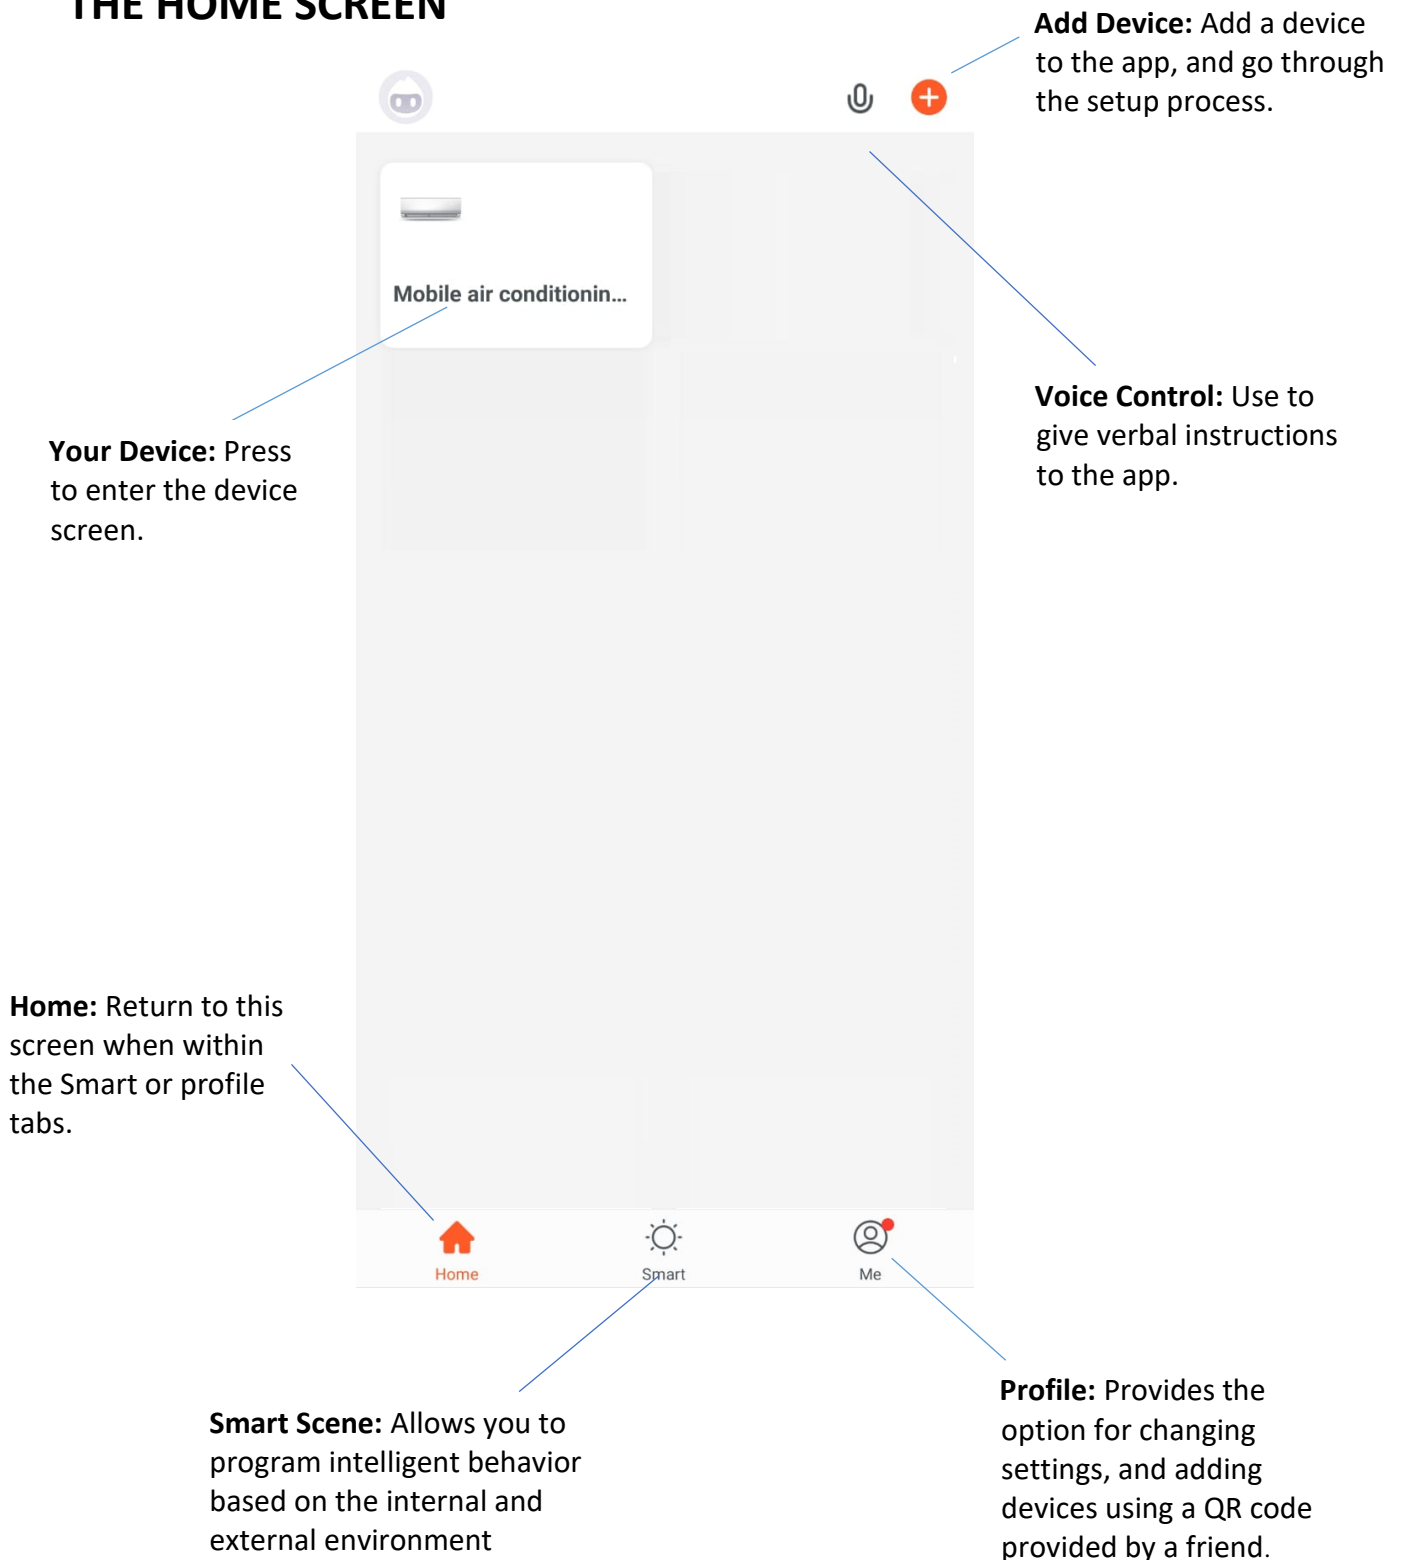 THE HOME SCREEN
Add Device: Add a device
to the app, and go through
the setup process.
Mobile air conditionin...
Voice Control: Use to
give verbal instructions
to the app.
Your Device: Press
to enter the device
screen.
Home: Return to this
screen when within
the Smart or profile
tabs.
Home
Smart
Me
Smart Scene: Allows you to
program intelligent behavior
based on the internal and
external environment
Profile: Provides the
option for changing
settings, and adding
devices using a QR code
provided by a friend.